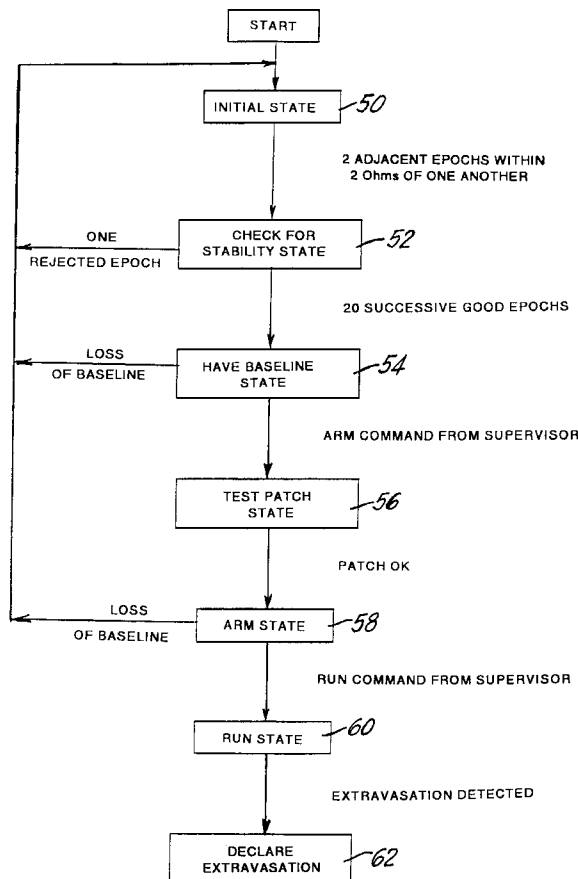 START
INITIAL STATE
50
2 ADJACENT EPOCHS WITHIN
2 Ohms OF ONE ANOTHER
CHECK FOR
STABILITY STATE
52
ONE
REJECTED EPOCH
20 SUCCESSIVE GOOD EPOCHS
HAVE BASELINE
STATE
54
LOSS
OF BASELINE
ARM COMMAND FROM SUPERVISOR
TEST PATCH
STATE
56
PATCH OK
ARM STATE
58
LOSS
OF BASELINE
RUN COMMAND FROM SUPERVISOR
RUN STATE
60
EXTRAVASATION DETECTED
DECLARE
EXTRAVASATION
62